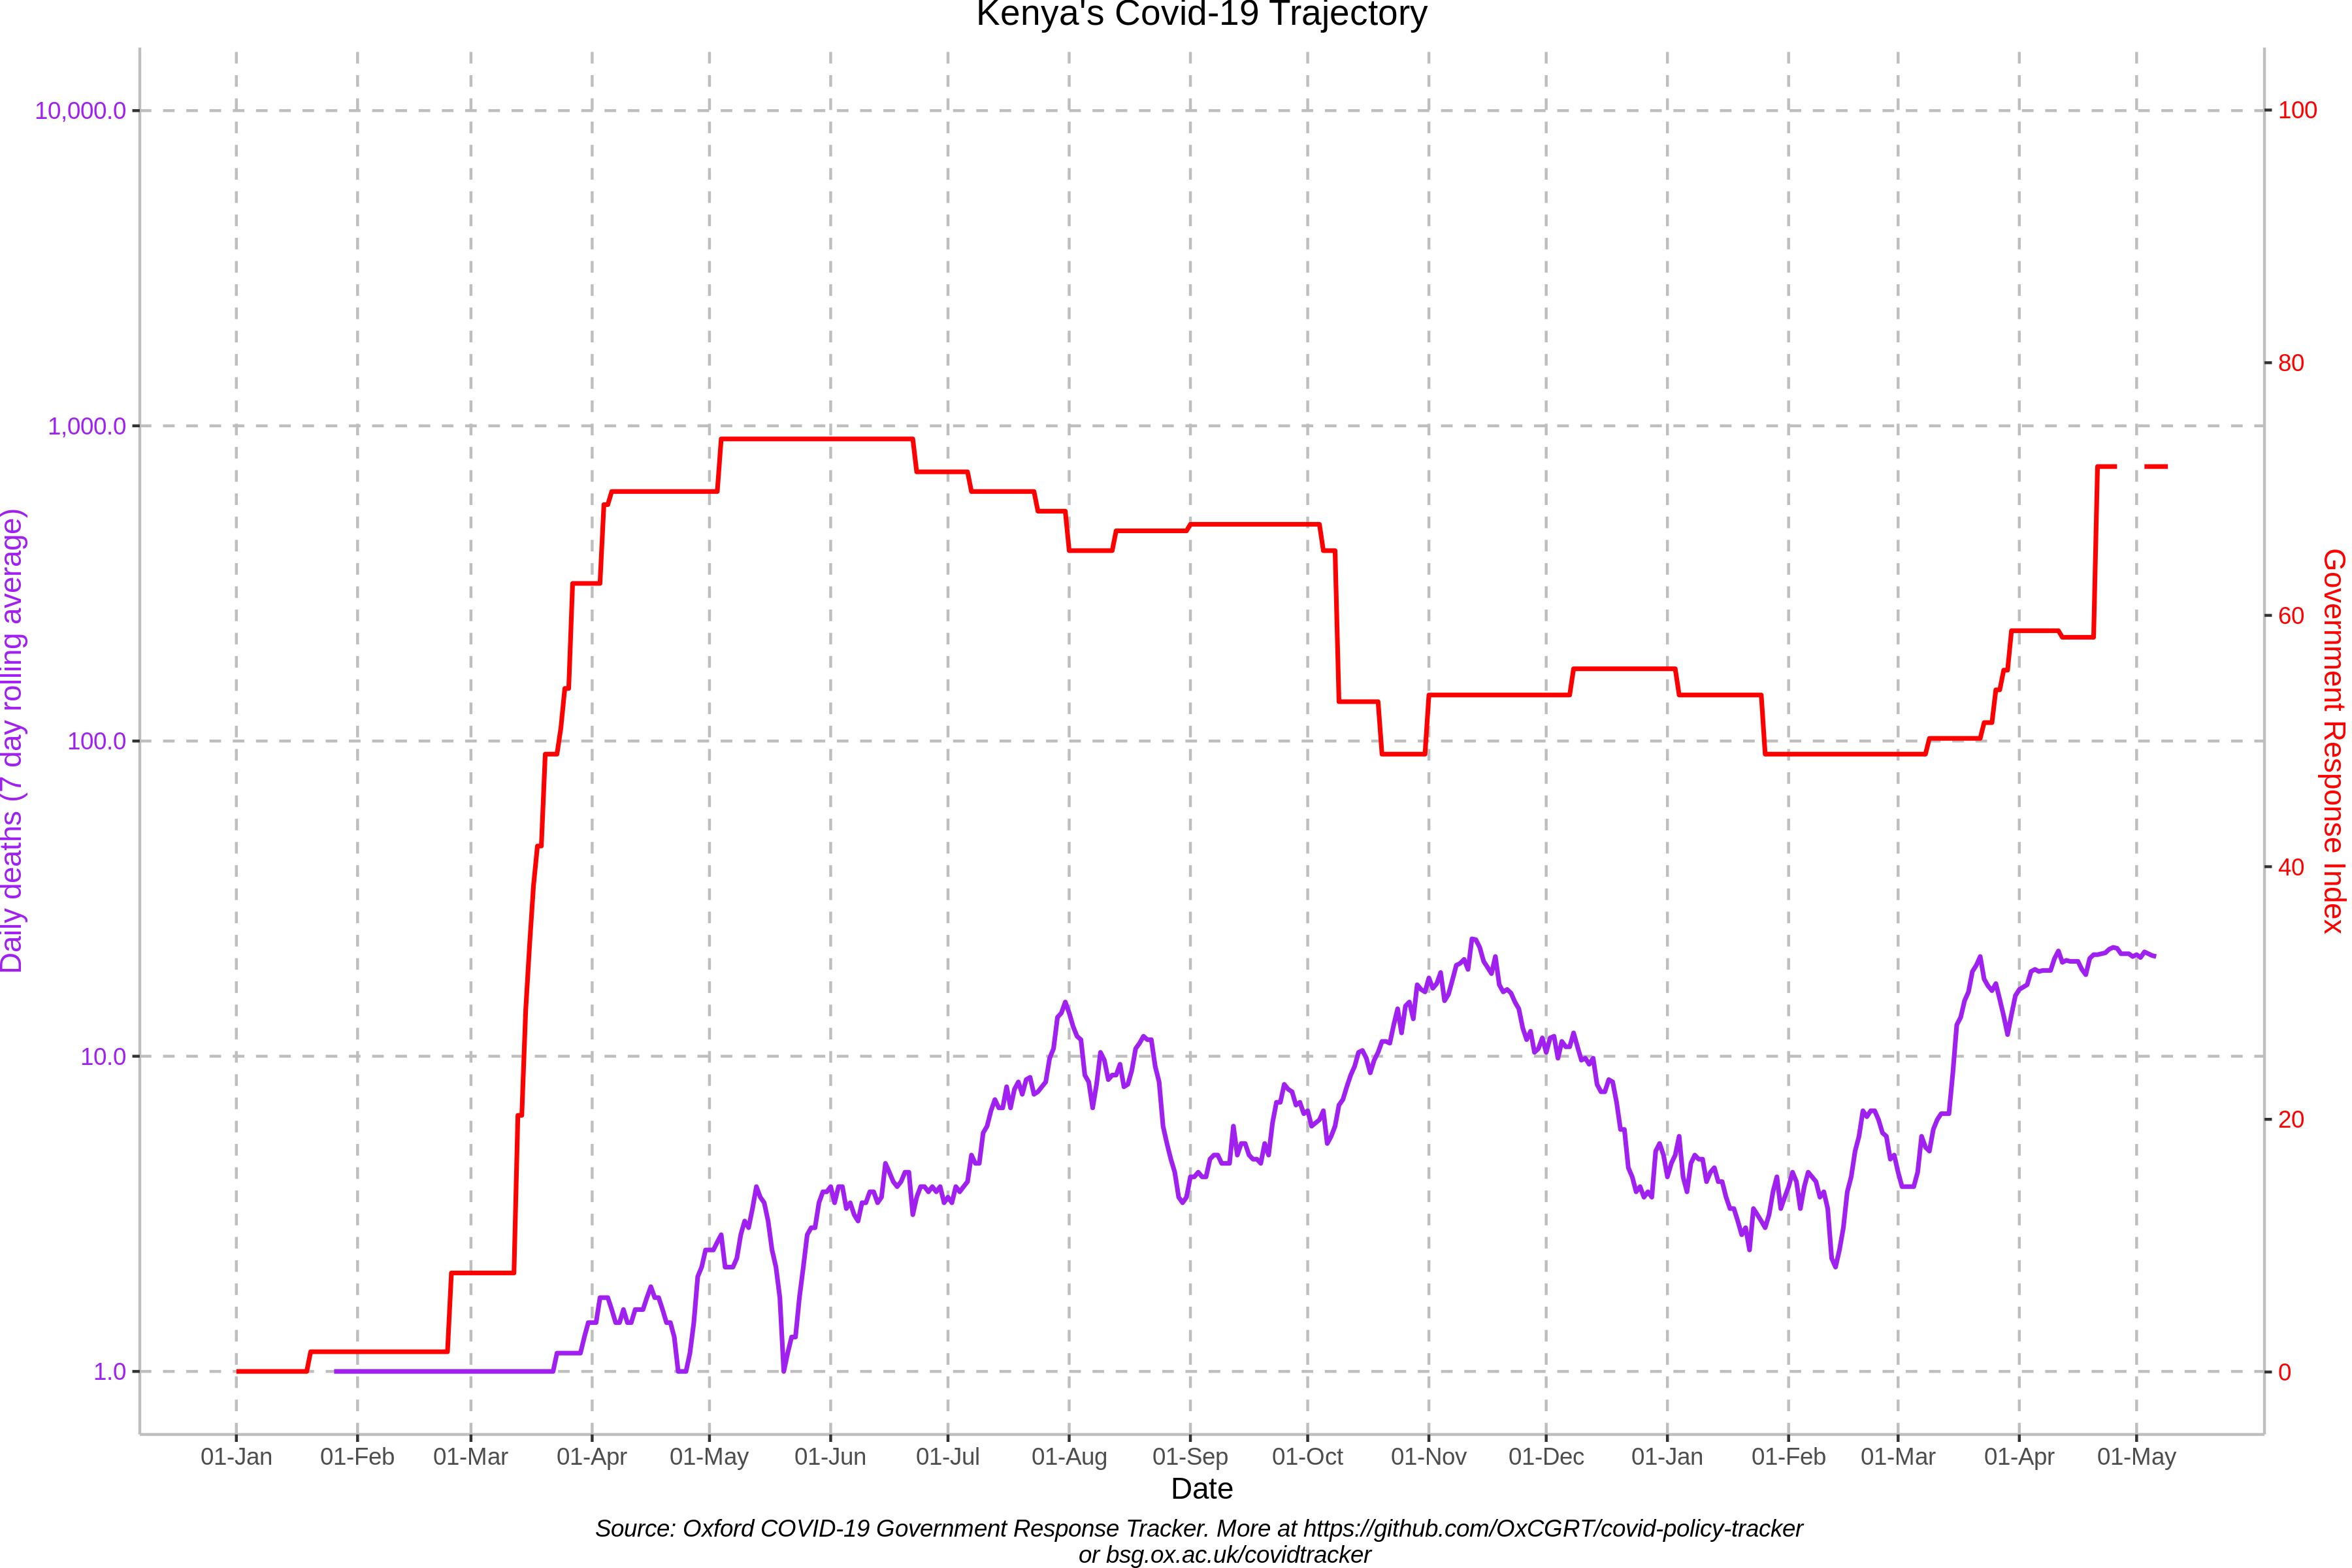 Kenya's Covid-19 Trajectory
10,000.0
1,000.0
100.0
10.0
1.0
Daily deaths (7 day rolling average)
100
80
60
40
20
0
Government Response Index
01-Jan 01-Feb 01-Mar 01-Apr 01-May 01-Jun 01-Jul 01-Aug 01-Sep 01-Oct 01-Nov 01-Dec 01-Jan 01-Feb 01-Mar 01-Apr 01-May
Date
Source: Oxford COVID-19 Government Response Tracker. More at https://github.com/OxCGRT/covid-policy-tracker
or bsg.ox.ac.uk/covidtracker